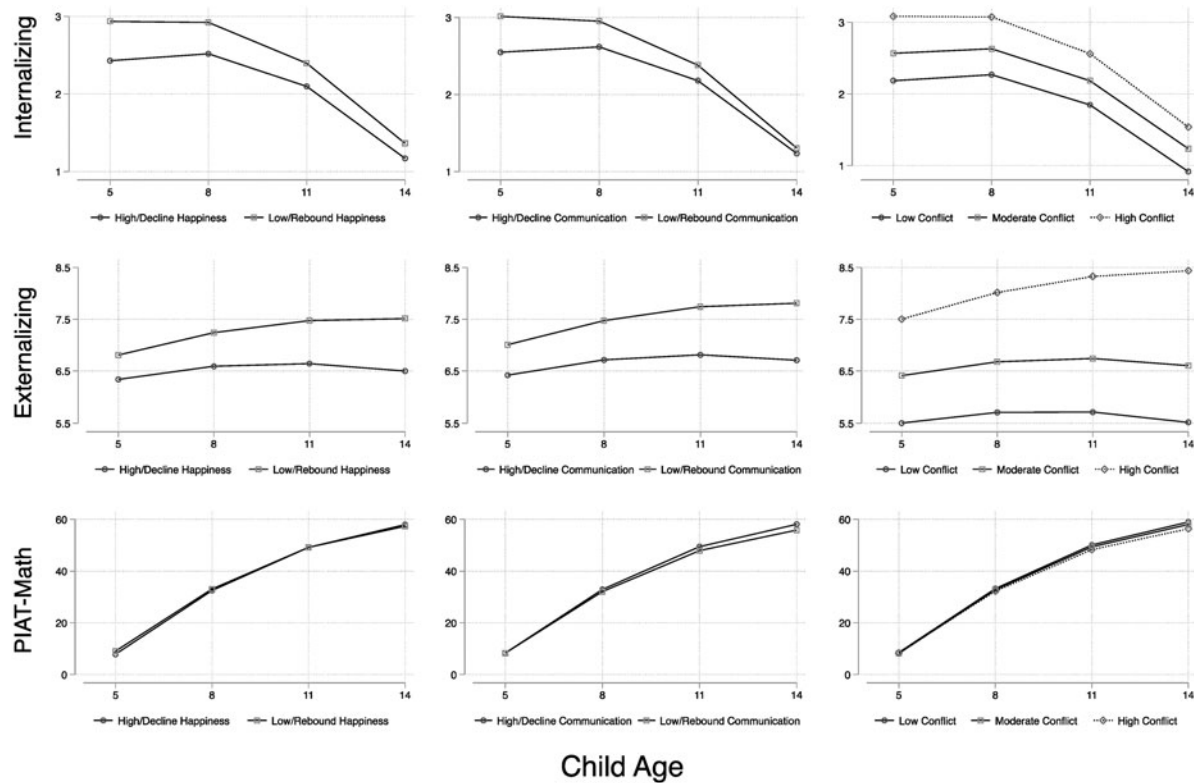 Internalizing
3
2
1
5 8 11 14
High/Decline Happiness Low/Rebound Happiness
3
2
1
5 8 11 14
High/Decline Communication Low/Rebound Communication
3
2
1
5 8 11 14
Low Conflict Moderate Conflict High Conflict
Externalizing
8.5
7.5
6.5
5.5
5 8 11 14
High/Decline Happiness Low/Rebound Happiness
8.5
7.5
6.5
5.5
5 8 11 14
High/Decline Communication Low/Rebound Communication
8.5
7.5
6.5
5.5
5 8 11 14
Low Conflict Moderate Conflict High Conflict
PIAT-Math
60
40
20
0
5 8 11 14
High/Decline Happiness Low/Rebound Happiness
60
40
20
0
5 8 11 14
High/Decline Communication Low/Rebound Communication
60
40
20
0
5 8 11 14
Low Conflict Moderate Conflict High Conflict
Child Age